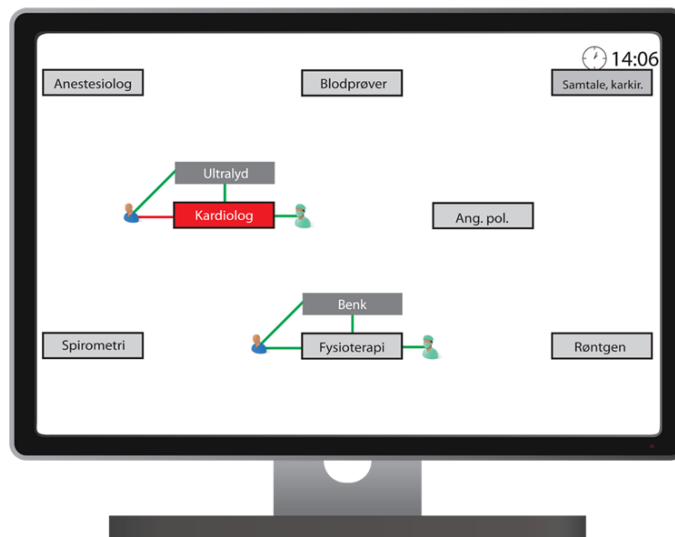 14:06
Anestesiolog
Blodprøver
Samtale, karkir.
Ultralyd
Kardiolog
Ang. pol.
Benk
Spirometri
Fysioterapi
Røntgen